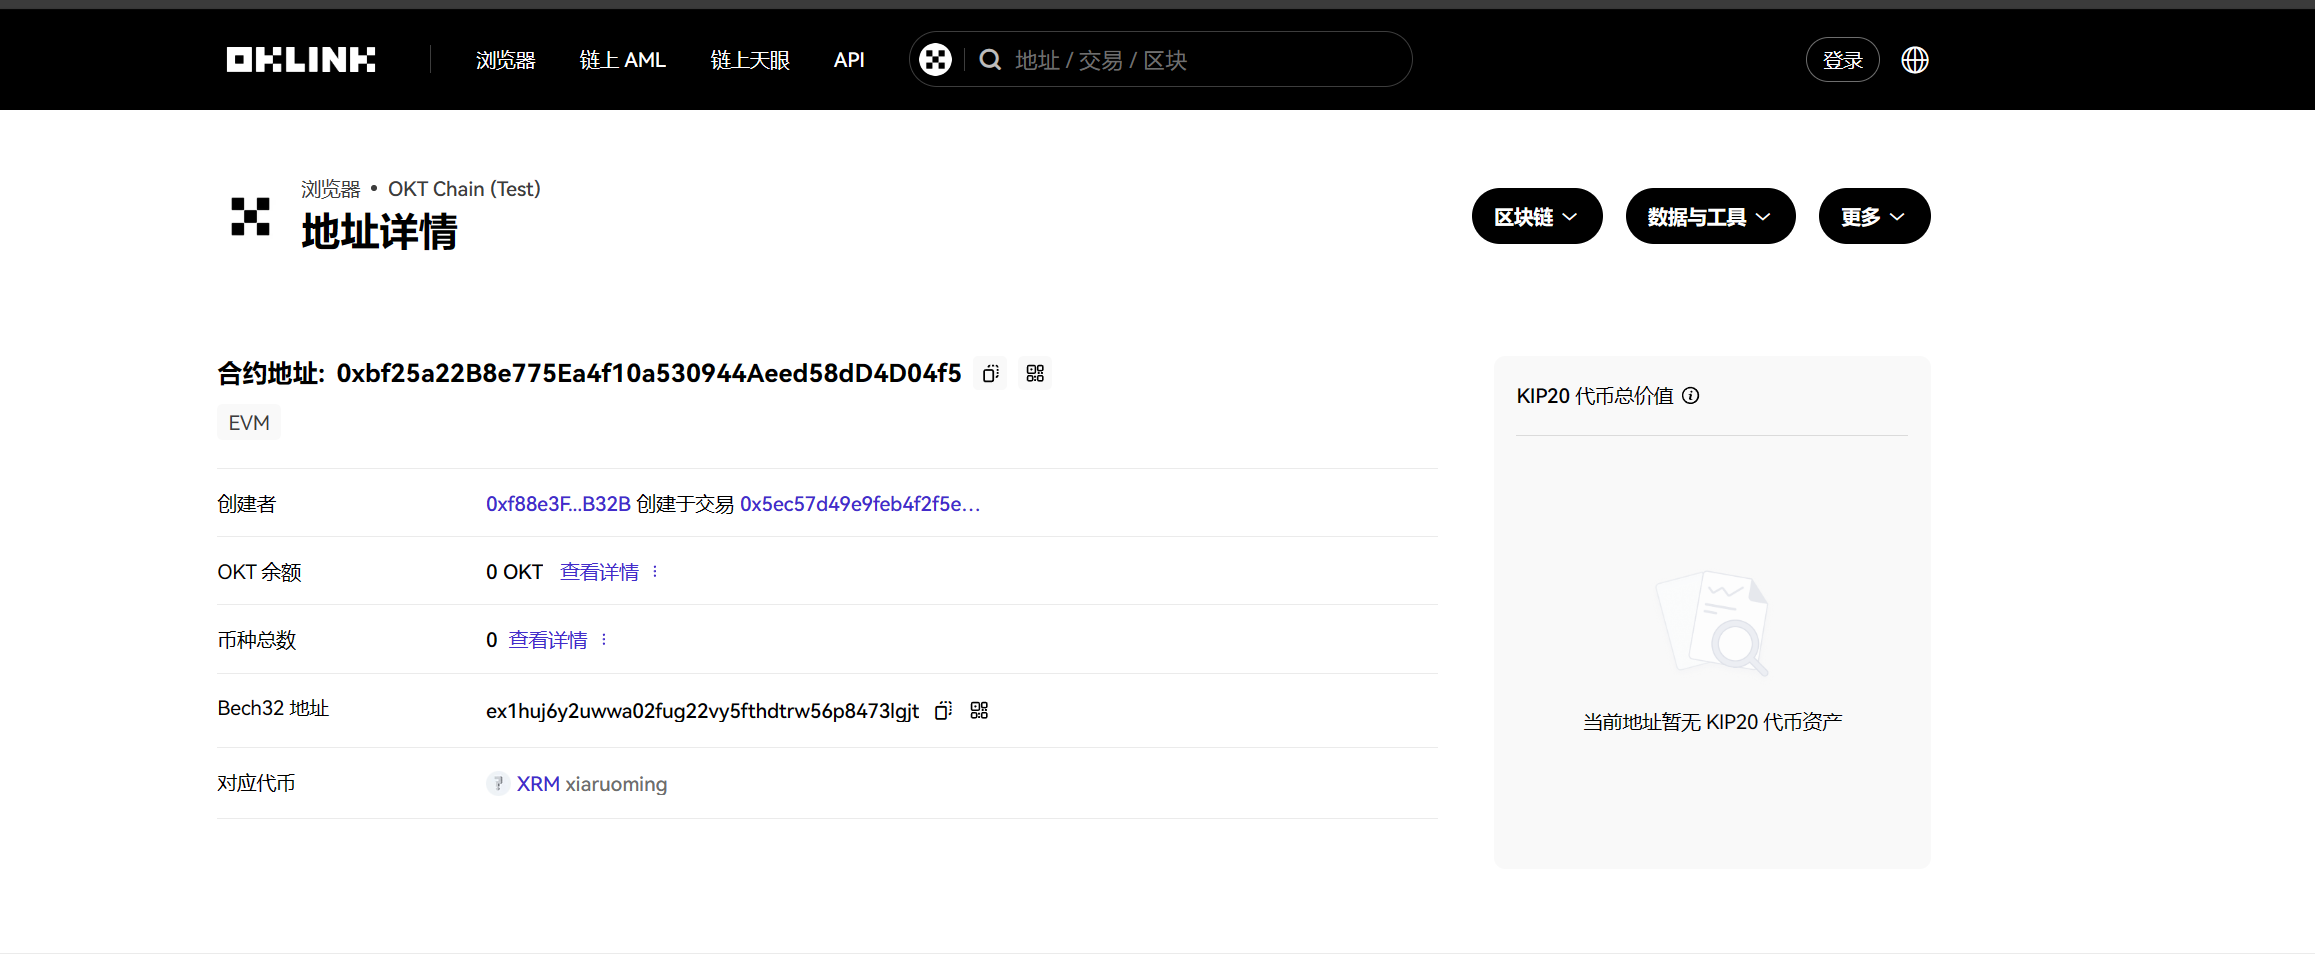 OKLINK 浏览器 链上 AML 链上天眼 API 地址 / 交易 / 区块 登录
浏览器 • OKT Chain (Test)
地址详情
区块链 数据与工具 更多
合约地址: 0xbf25a22B8e775Ea4f10a530944Aeed58dD4D04f5
EVM
创建者 0xf88e3F...B32B 创建于交易 0x5ec57d49e9feb4f2f5e...
OKT 余额 0 OKT 查看详情
币种总数 0 查看详情
Bech32 地址 ex1huj6y2uwwa02fug22vy5fthdtrw56p8473lgjt
对应代币 XRM xiaruoming
KIP20 代币总价值
当前地址暂无 KIP20 代币资产